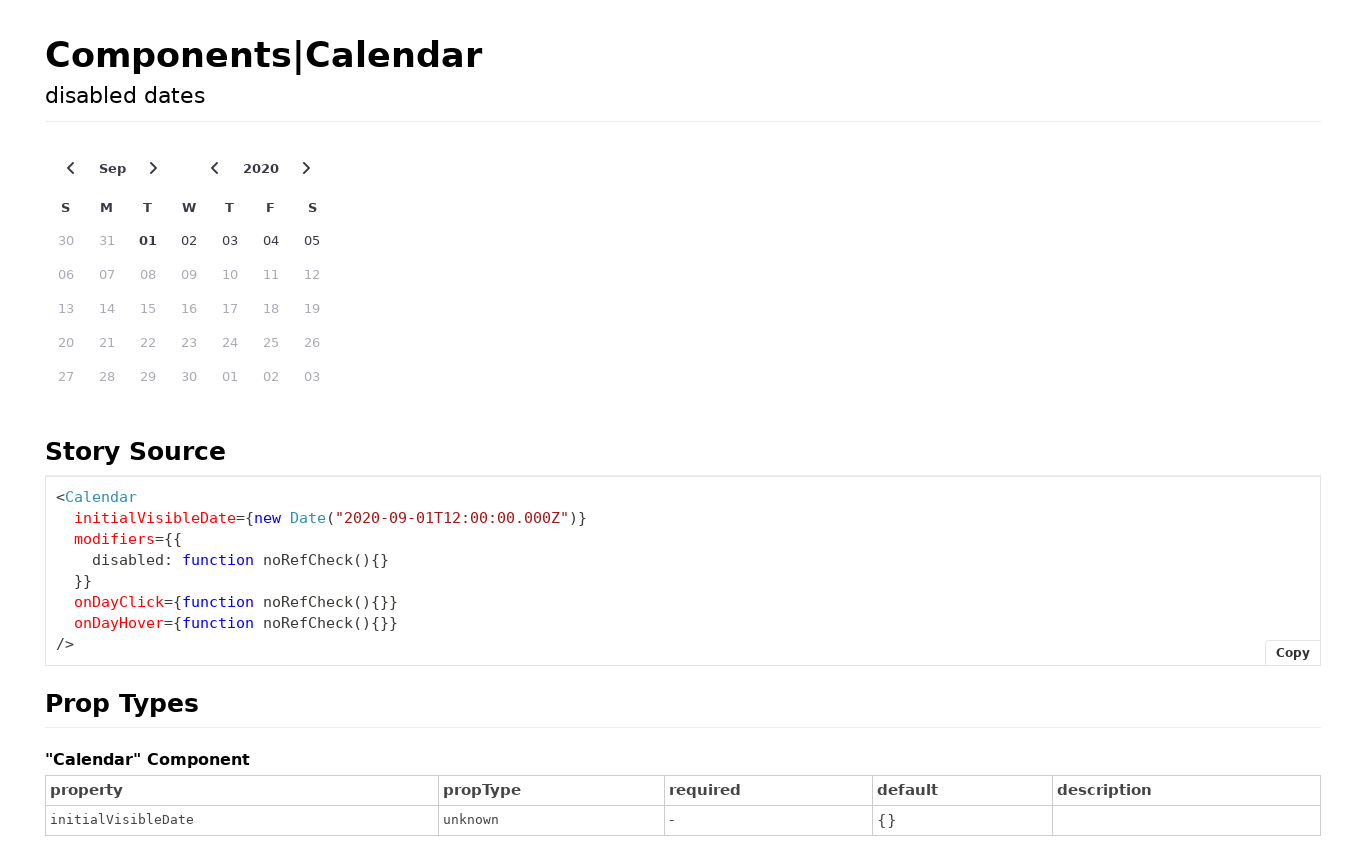 Components|Calendar
disabled dates
Sep 2020
S M T W T F S
30 31 01 02 03 04 05
06 07 08 09 10 11 12
13 14 15 16 17 18 19
20 21 22 23 24 25 26
27 28 29 30 01 02 03
Story Source
<Calendar
  initialVisibleDate={new Date("2020-09-01T12:00:00.000Z")}
  modifiers={{
    disabled: function noRefCheck(){}
  }}
  onDayClick={function noRefCheck(){}}
  onDayHover={function noRefCheck(){}}
/>
Copy
Prop Types
"Calendar" Component
property propType required default description
initialVisibleDate unknown - {}